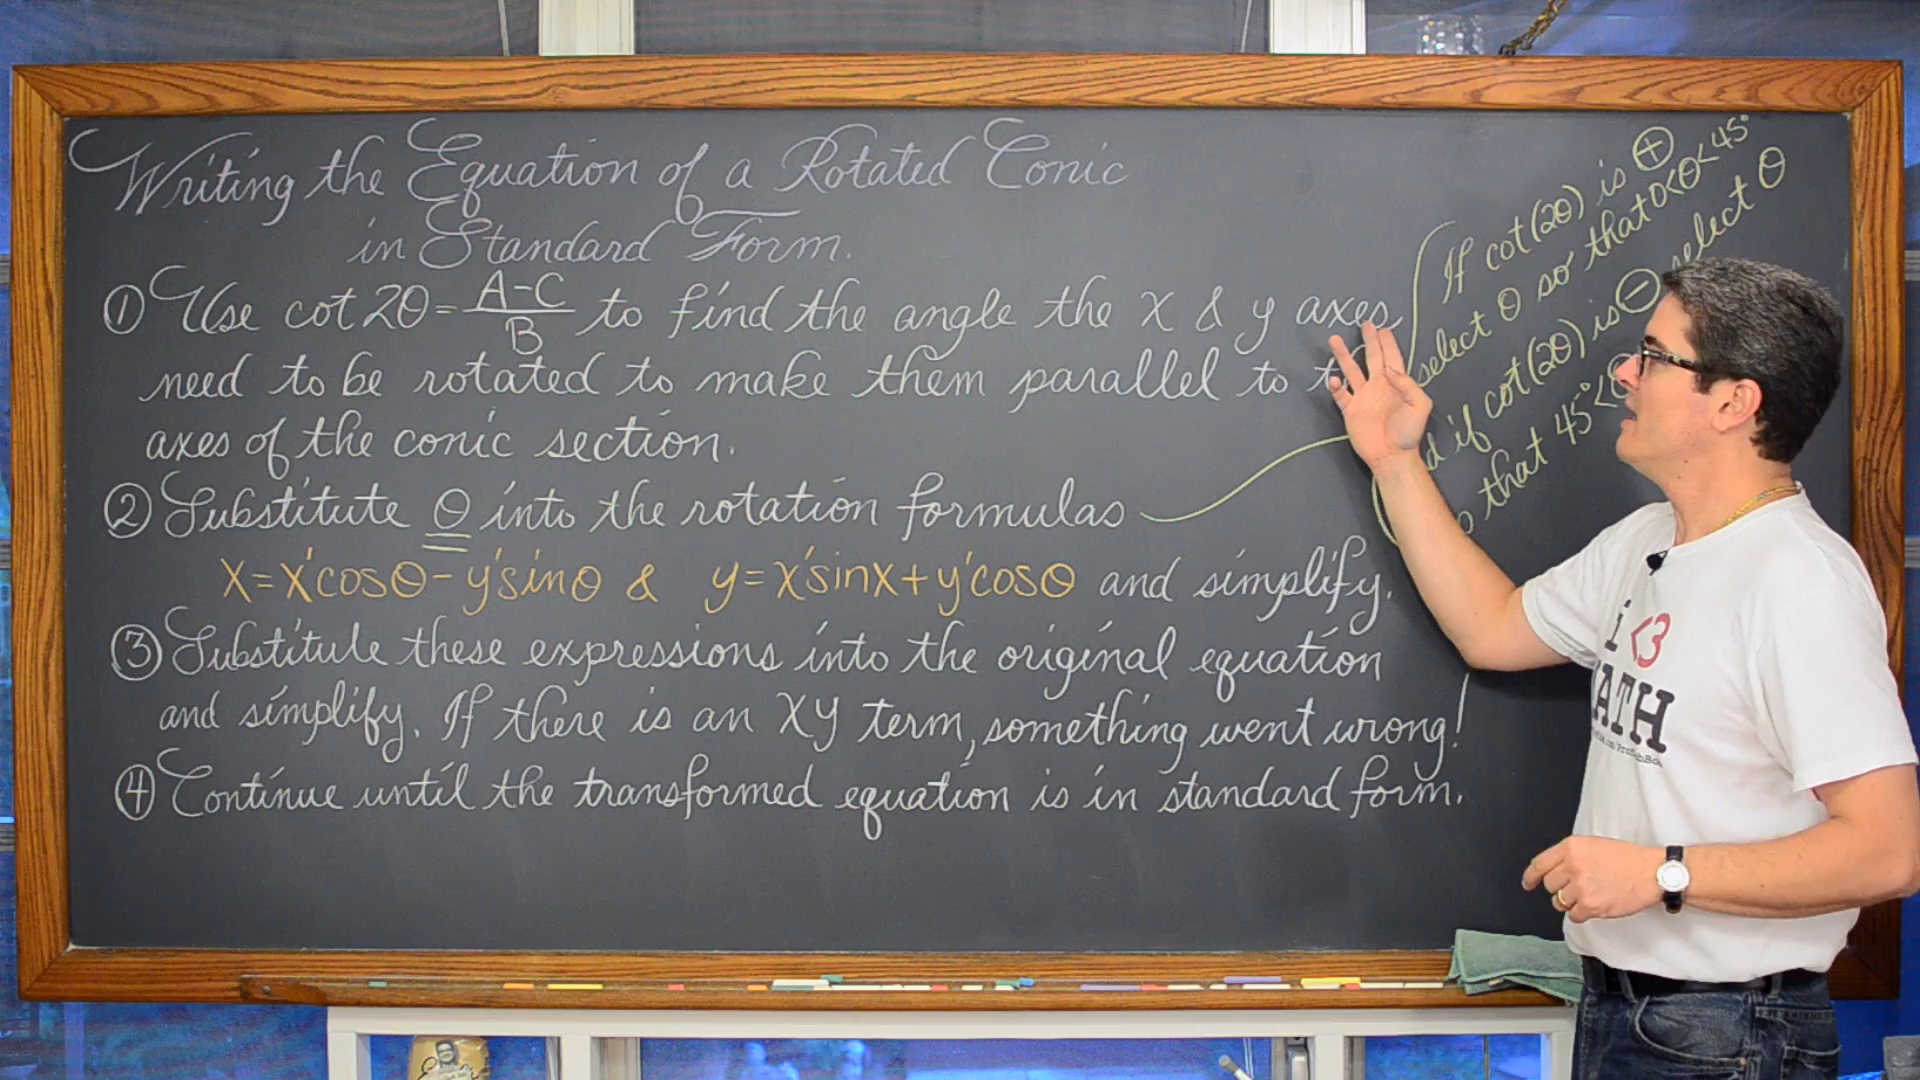 Writing the Equation of a Rotated Conic
in Standard Form.
① Use cot 2θ = A-C / B to find the angle the x & y axes
need to be rotated to make them parallel to
axes of the conic section.
② Substitute θ into the rotation formulas
x = x'cosθ - y'sinθ & y = x'sinx + y'cosθ and simplify.
③ Substitute these expressions into the original equation
and simplify. If there is an XY term, something went wrong!
④ Continue until the transformed equation is in standard form.
If cot(2θ) is ⊕
select θ so that 0<θ<45°
if cot(2θ) is ⊖ select θ
that 45°<
i <3
MATH